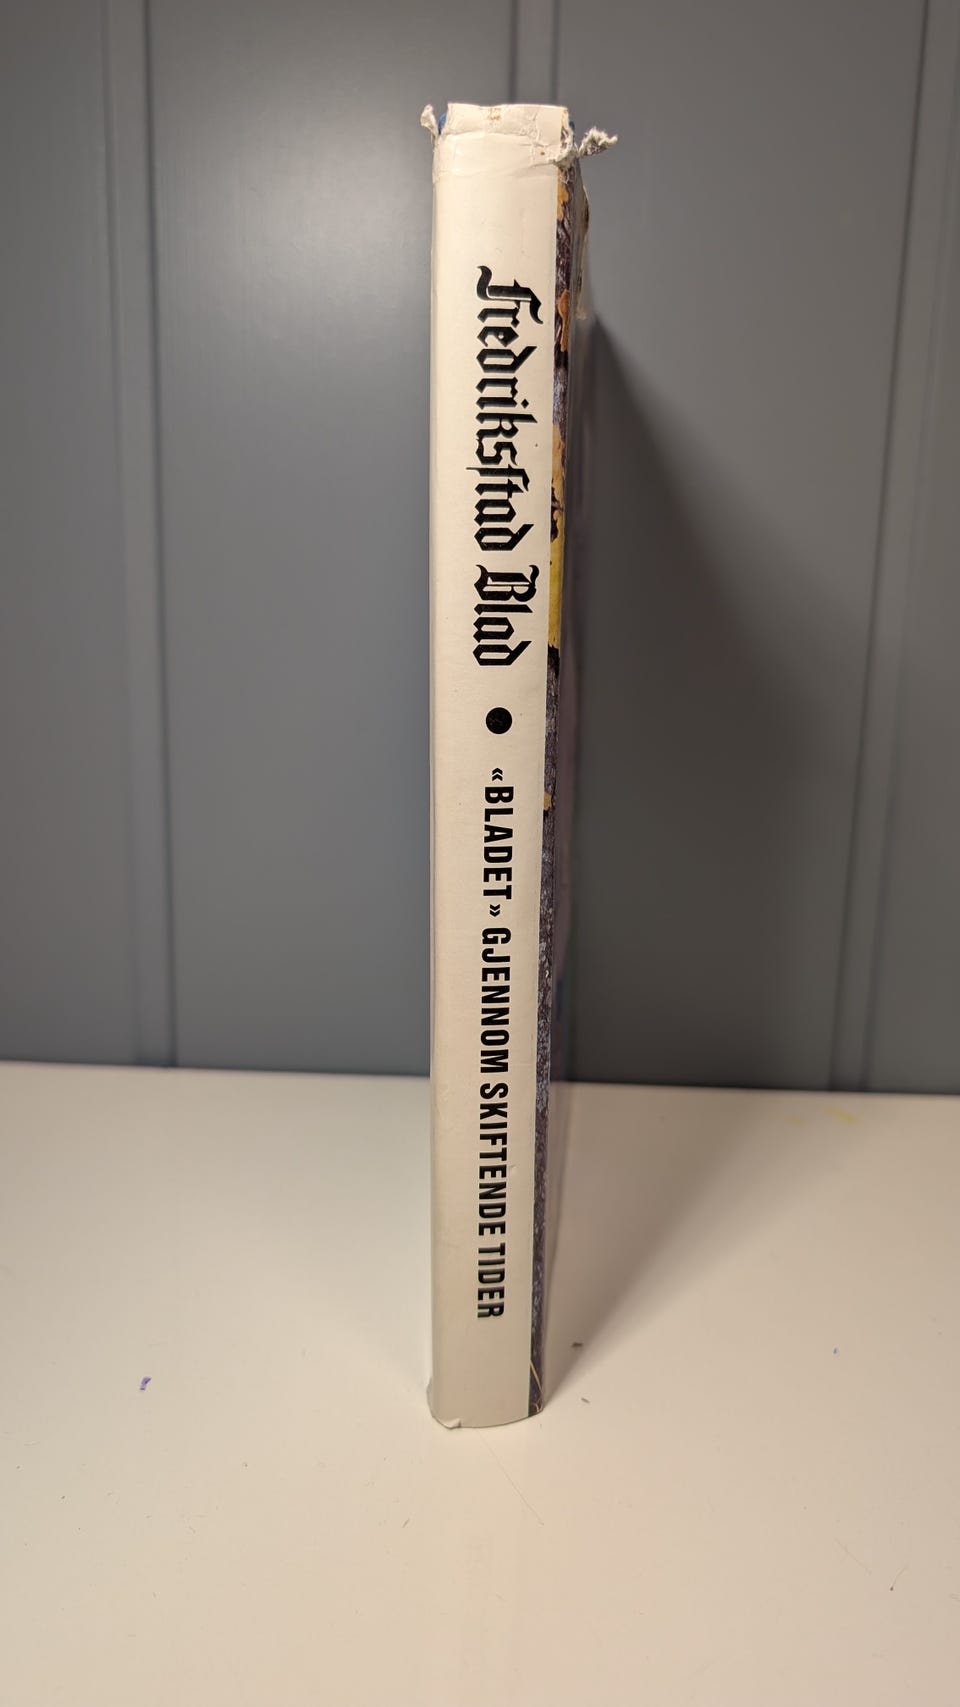 Fredriksſtad Blad ● «BLADET» GJENNOM SKIFTENDE TIDER